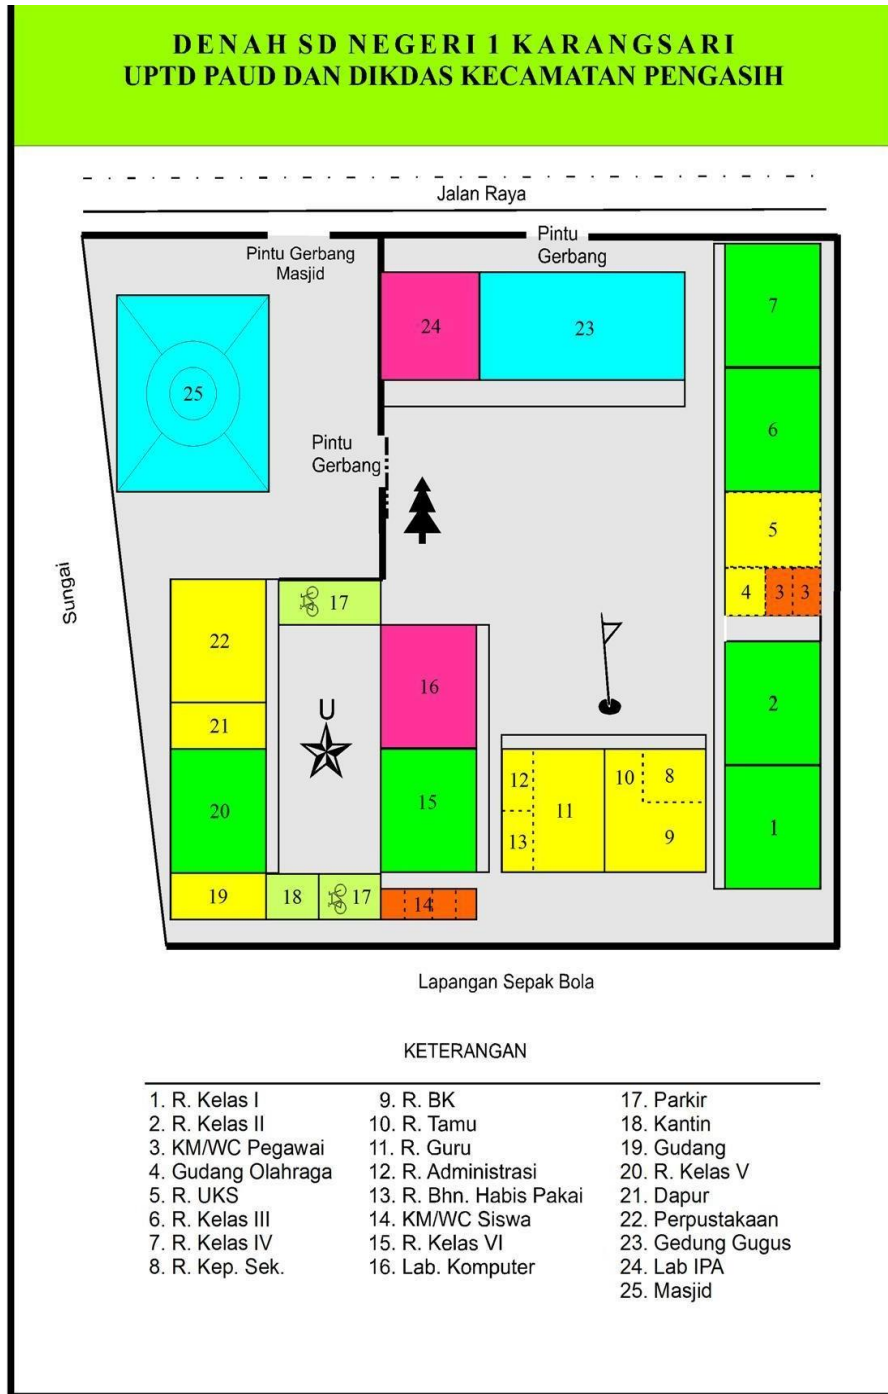 DENAH SD NEGERI 1 KARANGSARI
UPTD PAUD DAN DIKDAS KECAMATAN PENGASIH
Jalan Raya
Pintu Gerbang
Masjid
Pintu
Gerbang
24
23
7
25
6
Pintu
Gerbang
5
4
3
3
Sungai
17
22
16
2
U
21
12
10
8
20
15
11
13
9
1
19
18
17
14
Lapangan Sepak Bola
KETERANGAN
1. R. Kelas I
2. R. Kelas II
3. KM/WC Pegawai
4. Gudang Olahraga
5. R. UKS
6. R. Kelas III
7. R. Kelas IV
8. R. Kep. Sek.
9. R. BK
10. R. Tamu
11. R. Guru
12. R. Administrasi
13. R. Bhn. Habis Pakai
14. KM/WC Siswa
15. R. Kelas VI
16. Lab. Komputer
17. Parkir
18. Kantin
19. Gudang
20. R. Kelas V
21. Dapur
22. Perpustakaan
23. Gedung Gugus
24. Lab IPA
25. Masjid